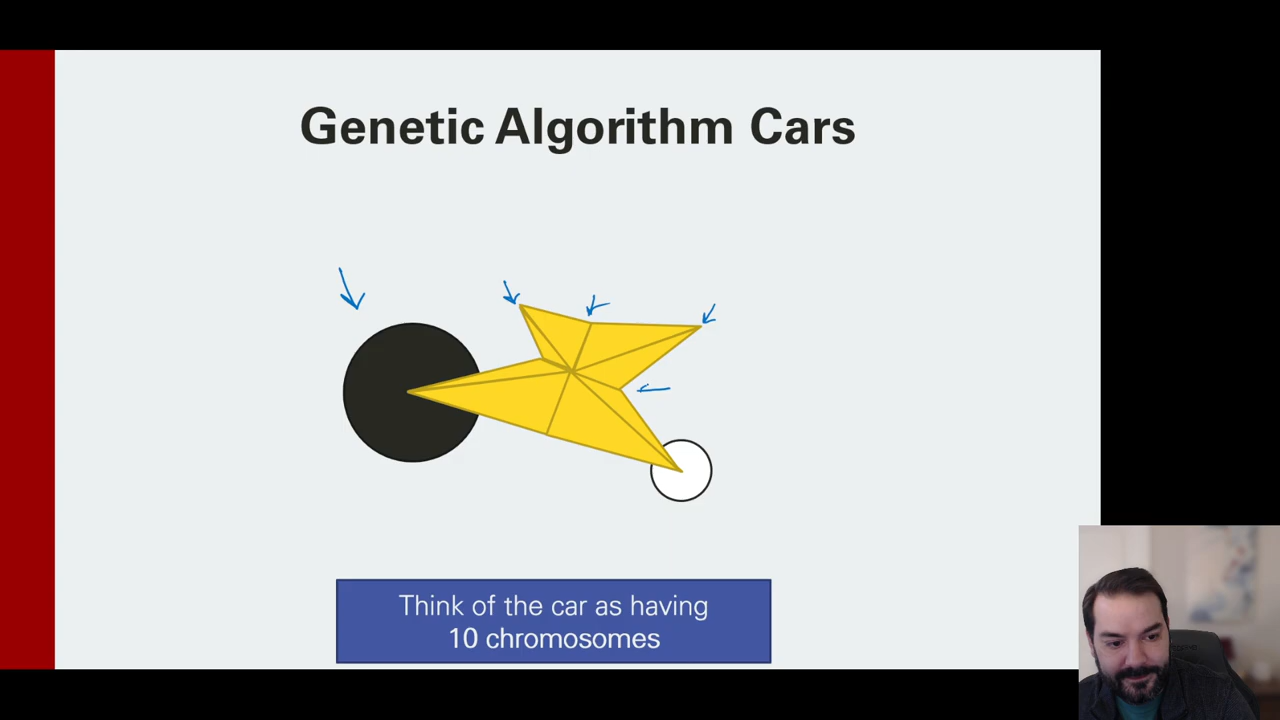 Genetic Algorithm Cars
Think of the car as having
10 chromosomes